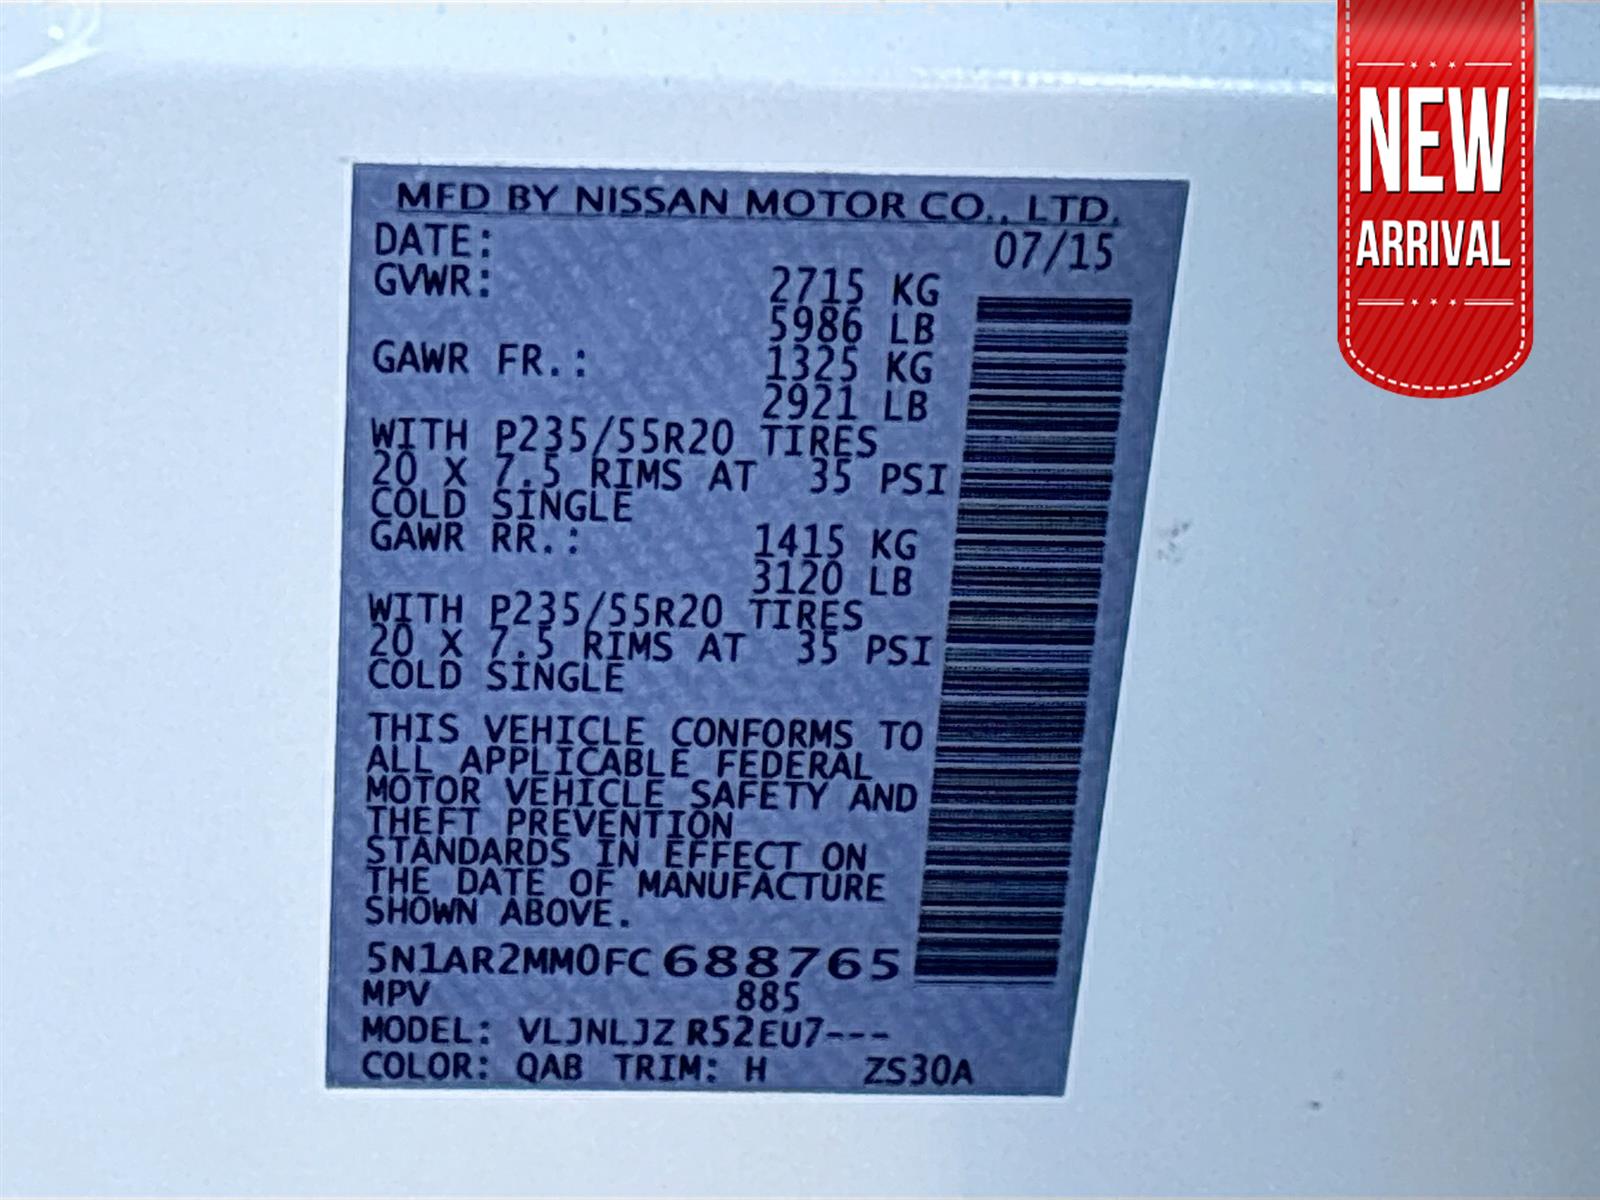 MFD BY NISSAN MOTOR CO., LTD.
DATE: 07/15
GVWR: 2715 KG
5986 LB
GAWR FR.: 1325 KG
2921 LB
WITH P235/55R20 TIRES
20 X 7.5 RIMS AT 35 PSI
COLD SINGLE
GAWR RR.: 1415 KG
3120 LB
WITH P235/55R20 TIRES
20 X 7.5 RIMS AT 35 PSI
COLD SINGLE
THIS VEHICLE CONFORMS TO
ALL APPLICABLE FEDERAL
MOTOR VEHICLE SAFETY AND
THEFT PREVENTION
STANDARDS IN EFFECT ON
THE DATE OF MANUFACTURE
SHOWN ABOVE.
5N1AR2MM0FC688765
MPV 885
MODEL: VLJNLJZ R52EU7---
COLOR: QAB TRIM: H ZS30A
NEW
ARRIVAL